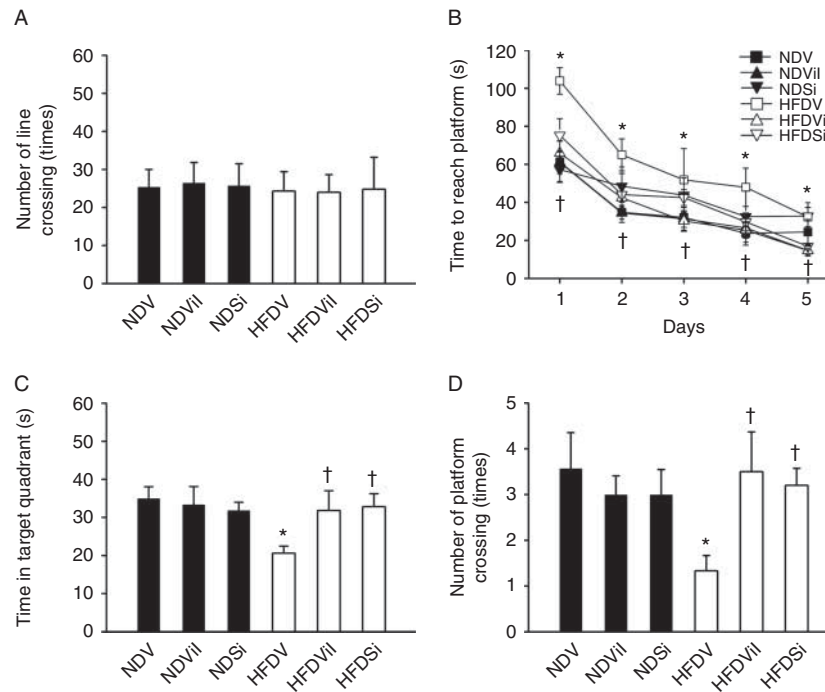 A
Number of line
crossing (times)
60
50
40
30
20
10
0
NDV
NDVil
NDSi
HFDV
HFDVil
HFDSi
B
Time to reach platform (s)
120
100
80
60
40
20
0
*
*
*
*
*
†
†
†
†
†
1
2
3
4
5
Days
NDV
NDVil
NDSi
HFDV
HFDVi
HFDSi
C
Time in target quadrant (s)
60
50
40
30
20
10
0
*
†
†
NDV
NDVil
NDSi
HFDV
HFDVil
HFDSi
D
Number of platform
crossing (times)
5
4
3
2
1
0
*
†
†
NDV
NDVil
NDSi
HFDV
HFDVil
HFDSi